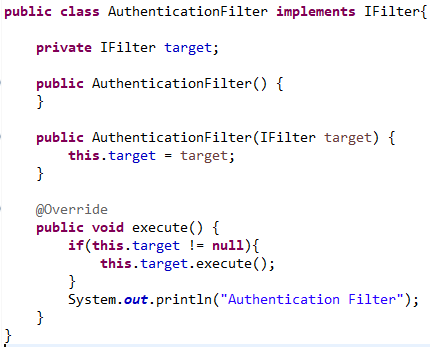 public class AuthenticationFilter implements IFilter{
private IFilter target;
public AuthenticationFilter() {
}
public AuthenticationFilter(IFilter target) {
this.target = target;
}
@Override
public void execute() {
if(this.target != null){
this.target.execute();
}
System.out.println("Authentication Filter");
}
}